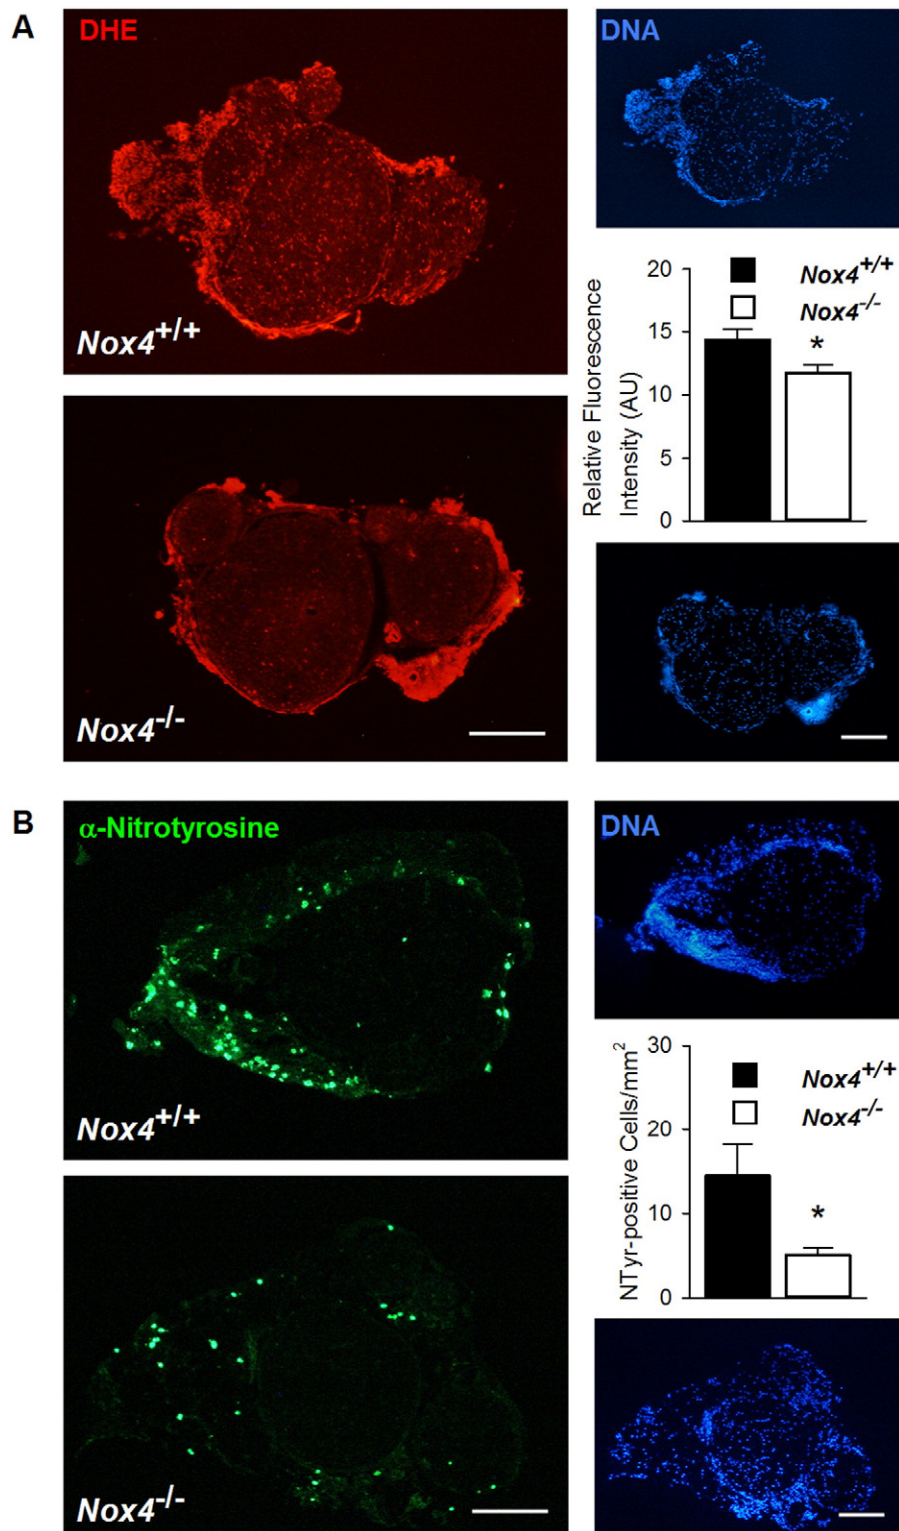 A
DHE
DNA
Nox4+/+
20
15
10
5
0
Relative Fluorescence
Intensity (AU)
Nox4+/+
Nox4-/-
*
Nox4-/-
B
α-Nitrotyrosine
DNA
Nox4+/+
30
20
10
0
NTyr-positive Cells/mm2
Nox4+/+
Nox4-/-
*
Nox4-/-